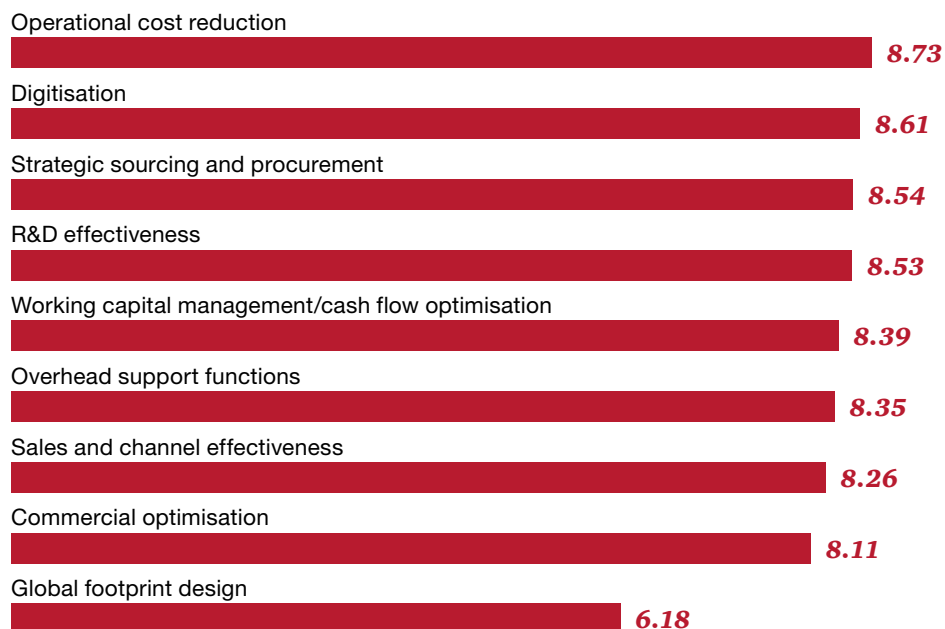 Operational cost reduction
8.73
Digitisation
8.61
Strategic sourcing and procurement
8.54
R&D effectiveness
8.53
Working capital management/cash flow optimisation
8.39
Overhead support functions
8.35
Sales and channel effectiveness
8.26
Commercial optimisation
8.11
Global footprint design
6.18